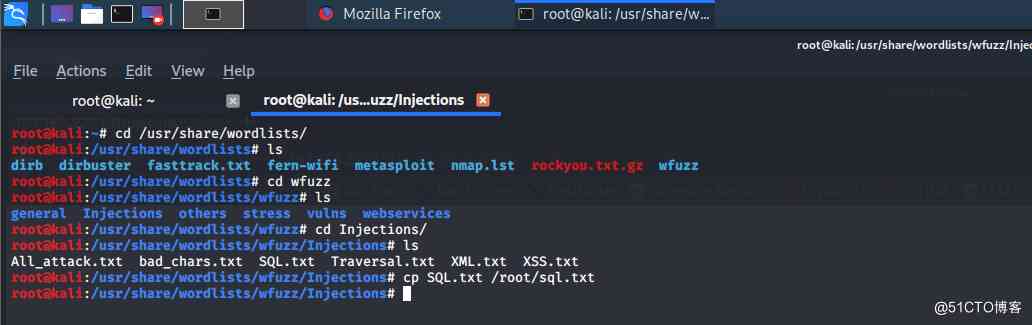 Mozilla Firefox
root@kali: /usr/share/w...
root@kali: /usr/share/wordlists/wfuzz/Injec
File Actions Edit View Help
root@kali: ~
root@kali: /us...uzz/Injections
root@kali:~# cd /usr/share/wordlists/
root@kali:/usr/share/wordlists# ls
dirb dirbuster fasttrack.txt fern-wifi metasploit nmap.lst rockyou.txt.gz wfuzz
root@kali:/usr/share/wordlists# cd wfuzz
root@kali:/usr/share/wordlists/wfuzz# ls
general Injections others stress vulns webservices
root@kali:/usr/share/wordlists/wfuzz# cd Injections/
root@kali:/usr/share/wordlists/wfuzz/Injections# ls
All_attack.txt bad_chars.txt SQL.txt Traversal.txt XML.txt XSS.txt
root@kali:/usr/share/wordlists/wfuzz/Injections# cp SQL.txt /root/sql.txt
root@kali:/usr/share/wordlists/wfuzz/Injections#
@51CTO博客